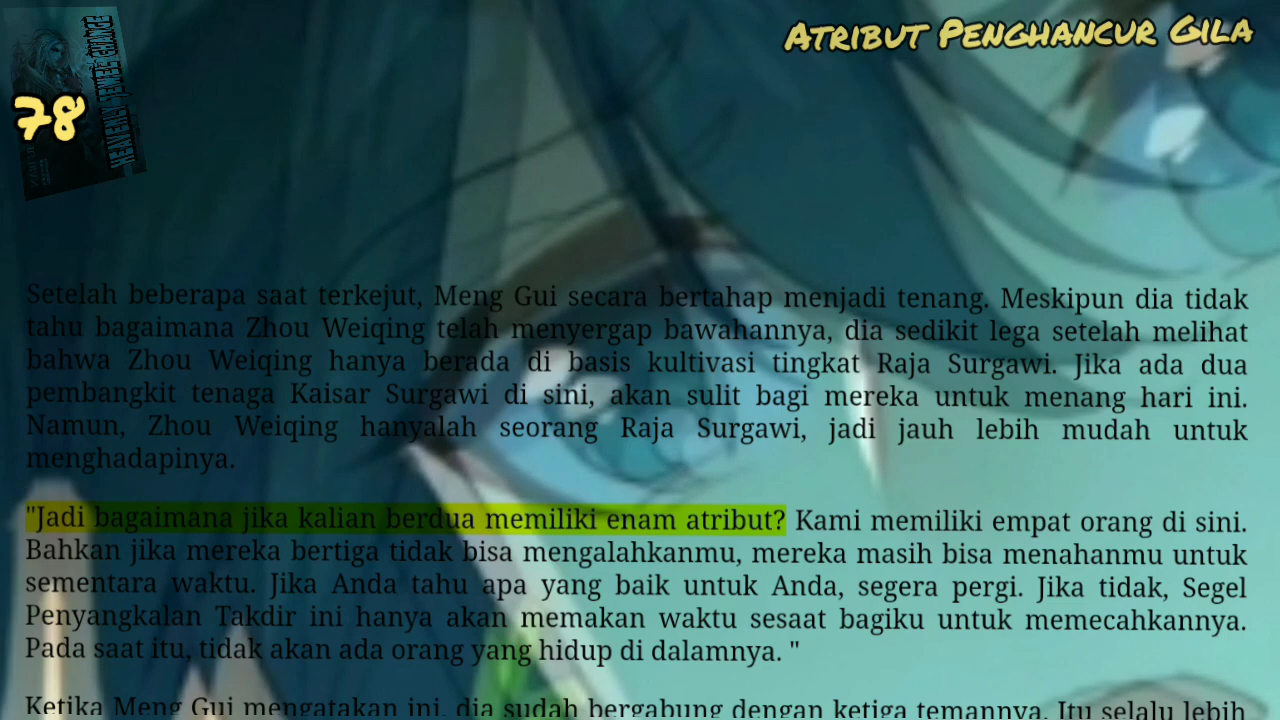 Atribut Penghancur Gila
HEAVENLY JEWEL CHANGE
78
Setelah beberapa saat terkejut, Meng Gui secara bertahap menjadi tenang. Meskipun dia tidak
tahu bagaimana Zhou Weiqing telah menyergap bawahannya, dia sedikit lega setelah melihat
bahwa Zhou Weiqing hanya berada di basis kultivasi tingkat Raja Surgawi. Jika ada dua
pembangkit tenaga Kaisar Surgawi di sini, akan sulit bagi mereka untuk menang hari ini.
Namun, Zhou Weiqing hanyalah seorang Raja Surgawi, jadi jauh lebih mudah untuk
menghadapinya.
"Jadi bagaimana jika kalian berdua memiliki enam atribut? Kami memiliki empat orang di sini.
Bahkan jika mereka bertiga tidak bisa mengalahkanmu, mereka masih bisa menahanmu untuk
sementara waktu. Jika Anda tahu apa yang baik untuk Anda, segera pergi. Jika tidak, Segel
Penyangkalan Takdir ini hanya akan memakan waktu sesaat bagiku untuk memecahkannya.
Pada saat itu, tidak akan ada orang yang hidup di dalamnya. "
Ketika Meng Gui mengatakan ini, dia sudah bergabung dengan ketiga temannya. Itu selalu lebih